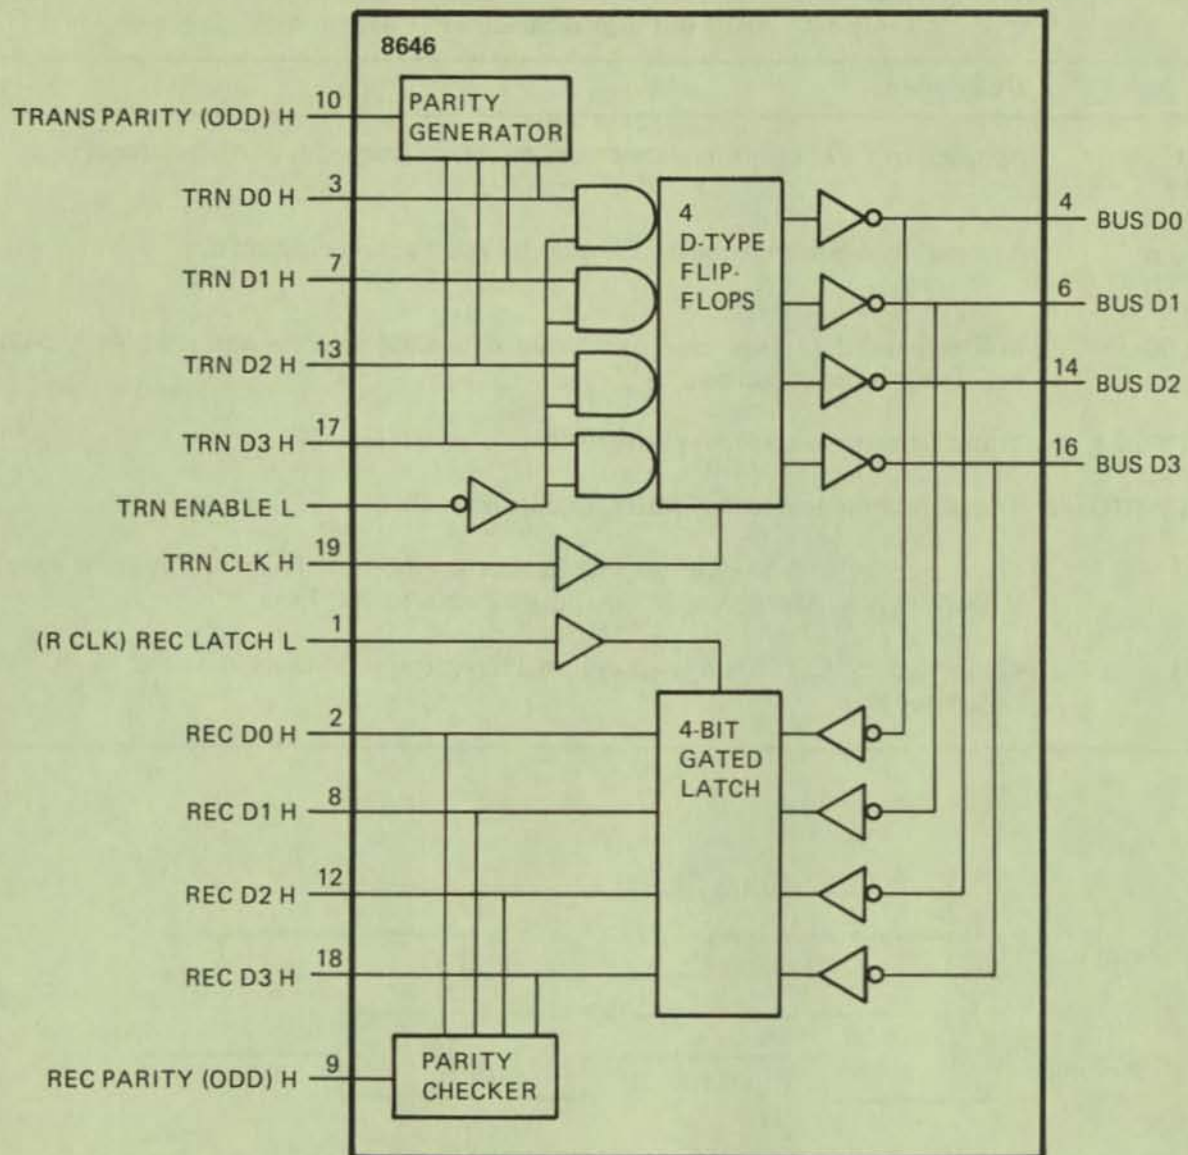 8646
10
TRANS PARITY (ODD) H
PARITY
GENERATOR
3
TRN D0 H
7
TRN D1 H
13
TRN D2 H
17
TRN D3 H
TRN ENABLE L
19
TRN CLK H
4
D-TYPE
FLIP-
FLOPS
4
BUS D0
6
BUS D1
14
BUS D2
16
BUS D3
1
(R CLK) REC LATCH L
2
REC D0 H
8
REC D1 H
12
REC D2 H
18
REC D3 H
4-BIT
GATED
LATCH
9
REC PARITY (ODD) H
PARITY
CHECKER